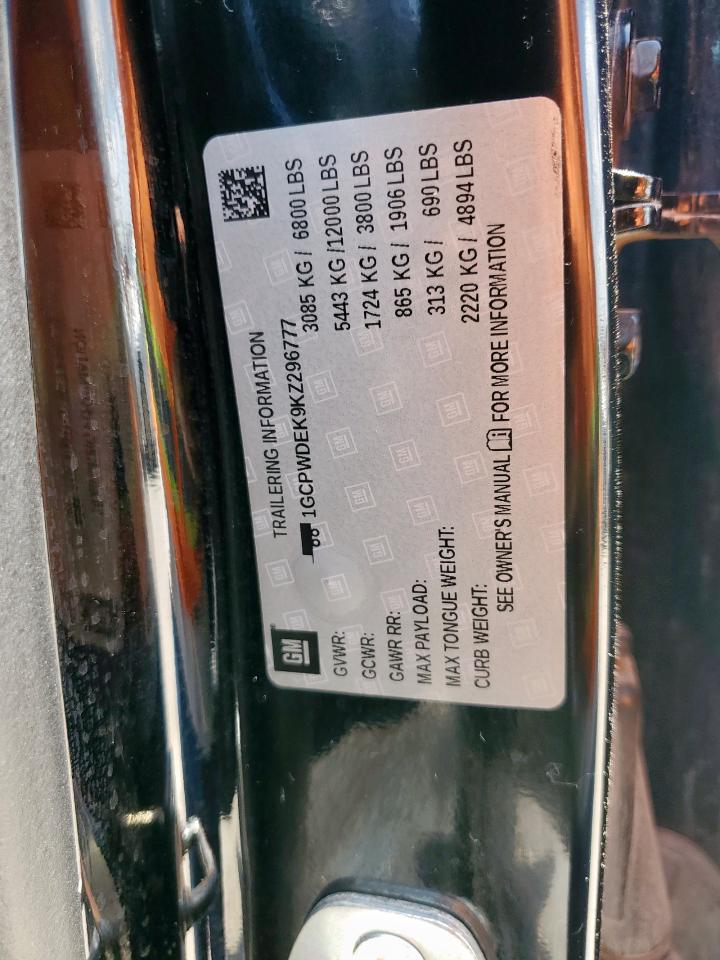 GM
TRAILERING INFORMATION
1GCPWDEK9KZ296777
GVWR: 3085 KG / 6800 LBS
GCWR: 5443 KG /12000 LBS
GAWR RR: 1724 KG / 3800 LBS
MAX PAYLOAD: 865 KG / 1906 LBS
MAX TONGUE WEIGHT: 313 KG / 690 LBS
CURB WEIGHT: 2220 KG / 4894 LBS
SEE OWNER'S MANUAL FOR MORE INFORMATION